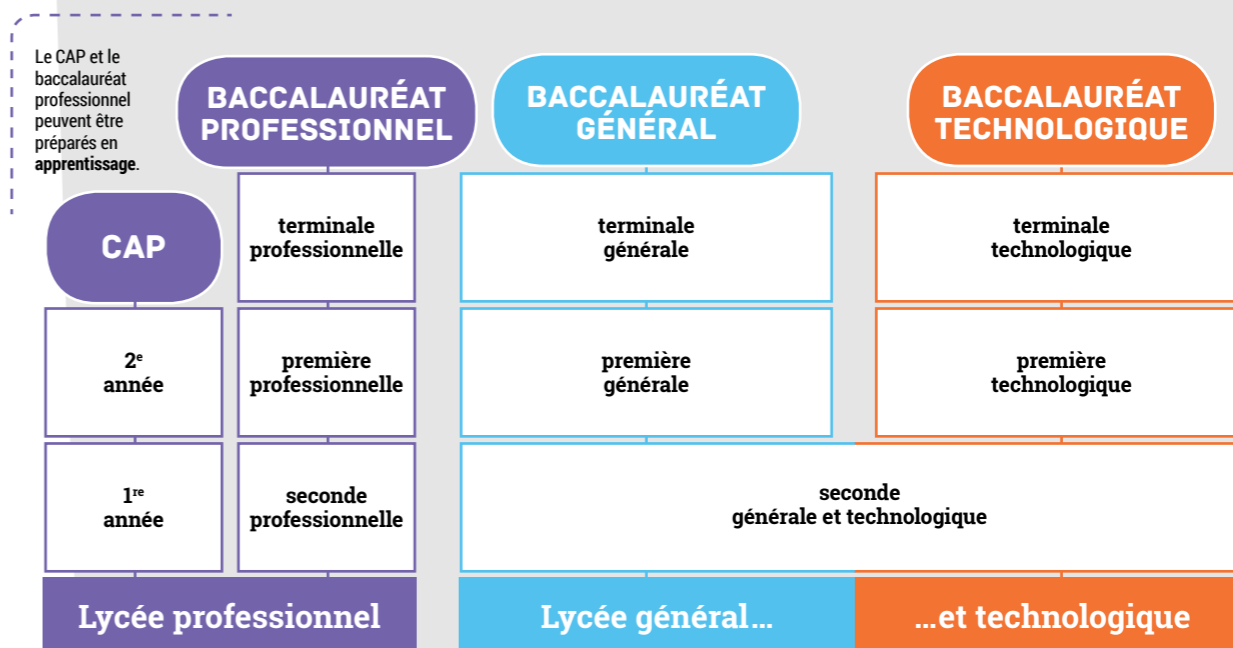 Le CAP et le
baccalauréat
professionnel
peuvent être
préparés en
apprentissage.
BACCALAURÉAT
PROFESSIONNEL
BACCALAURÉAT
GÉNÉRAL
BACCALAURÉAT
TECHNOLOGIQUE
CAP
terminale
professionnelle
terminale
générale
terminale
technologique
2e
année
première
professionnelle
première
générale
première
technologique
1re
année
seconde
professionnelle
seconde
générale et technologique
Lycée professionnel
Lycée général...
...et technologique